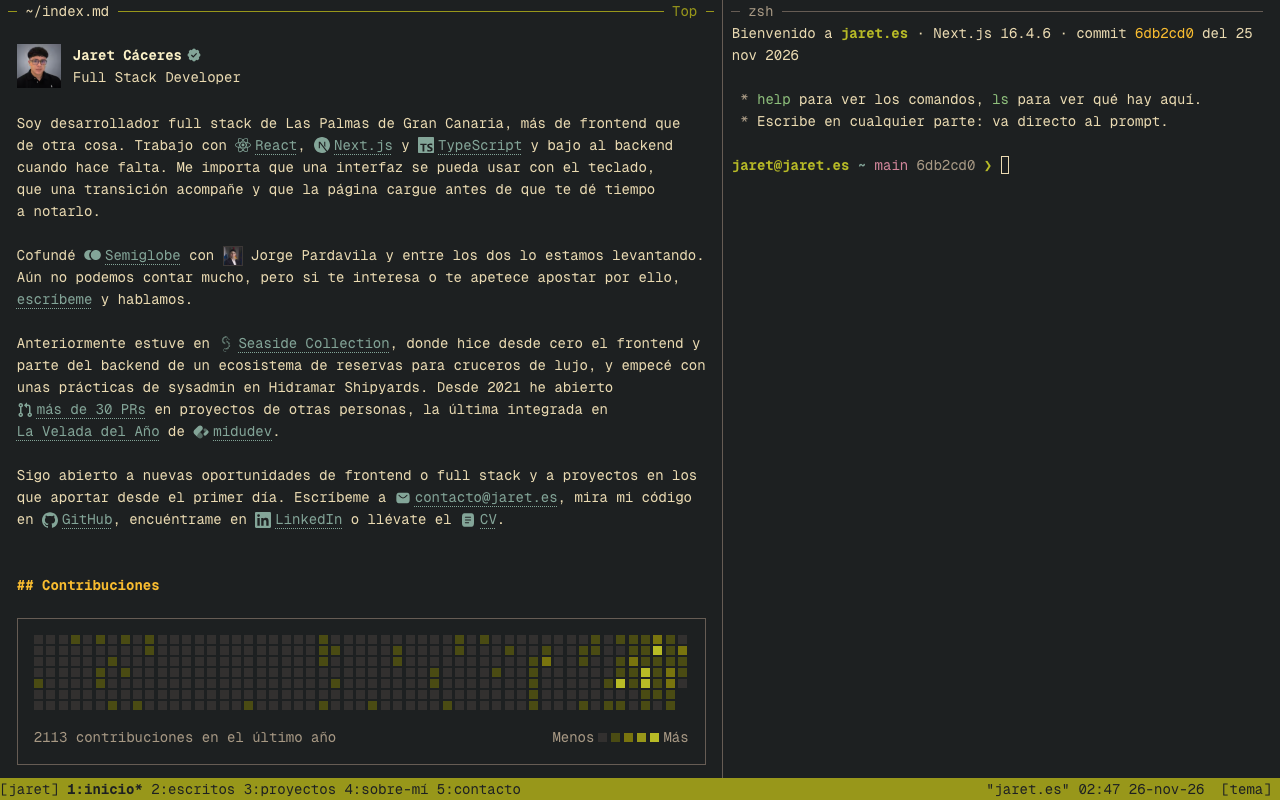 ~/index.md
Top
Jaret Cáceres
Full Stack Developer
Soy desarrollador full stack de Las Palmas de Gran Canaria, más de frontend que
de otra cosa. Trabajo con React, Next.js y TypeScript y bajo al backend
cuando hace falta. Me importa que una interfaz se pueda usar con el teclado,
que una transición acompañe y que la página cargue antes de que te dé tiempo
a notarlo.
Cofundé Semiglobe con Jorge Pardavila y entre los dos lo estamos levantando.
Aún no podemos contar mucho, pero si te interesa o te apetece apostar por ello,
escríbeme y hablamos.
Anteriormente estuve en Seaside Collection, donde hice desde cero el frontend y
parte del backend de un ecosistema de reservas para cruceros de lujo, y empecé con
unas prácticas de sysadmin en Hidramar Shipyards. Desde 2021 he abierto
más de 30 PRs en proyectos de otras personas, la última integrada en
La Velada del Año de midudev.
Sigo abierto a nuevas oportunidades de frontend o full stack y a proyectos en los
que aportar desde el primer día. Escríbeme a contacto@jaret.es, mira mi código
en GitHub, encuéntrame en LinkedIn o llévate el CV.
## Contribuciones
2113 contribuciones en el último año
Menos Más
zsh
Bienvenido a jaret.es · Next.js 16.4.6 · commit 6db2cd0 del 25
nov 2026
* help para ver los comandos, ls para ver qué hay aquí.
* Escribe en cualquier parte: va directo al prompt.
jaret@jaret.es ~ main 6db2cd0 ❯
[jaret] 1:inicio* 2:escritos 3:proyectos 4:sobre-mí 5:contacto
"jaret.es" 02:47 26-nov-26 [tema]